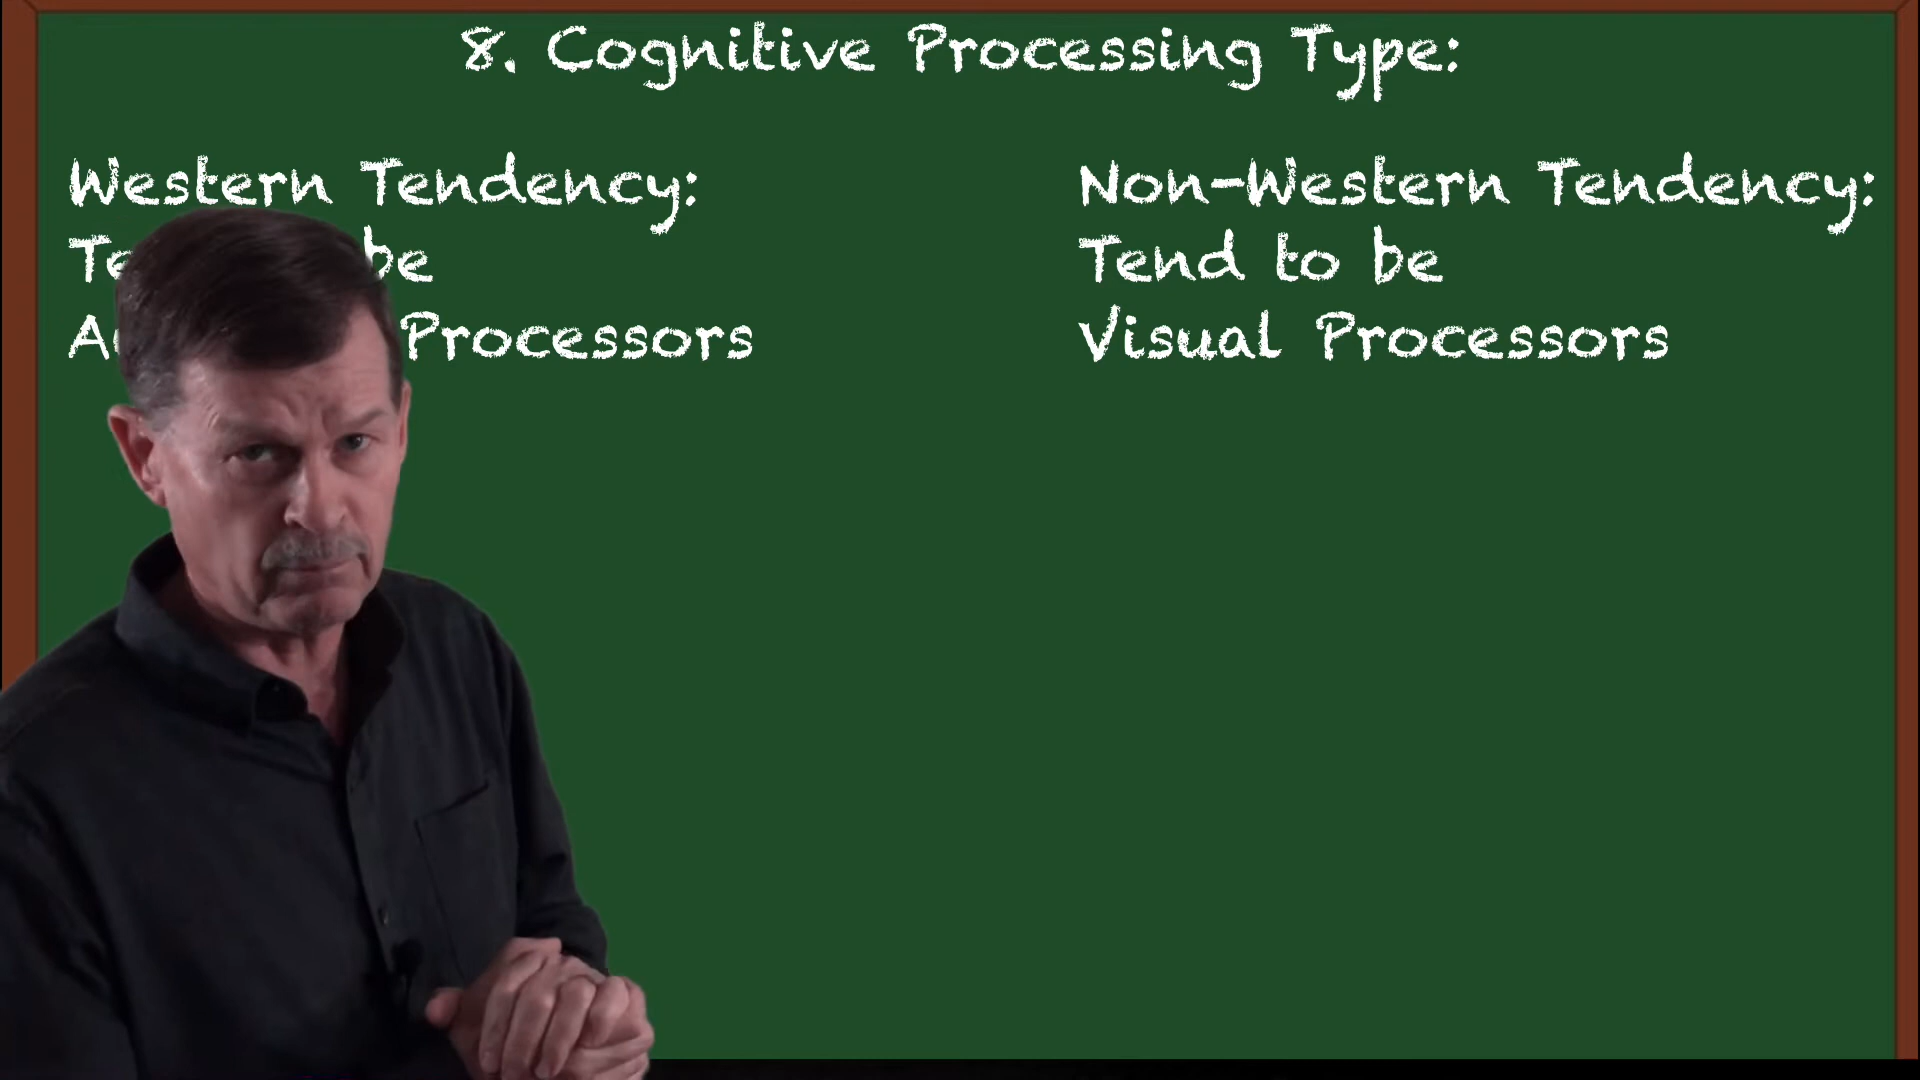 8. Cognitive Processing Type:
Western Tendency:
be
Processors
Non-Western Tendency:
Tend to be
Visual Processors